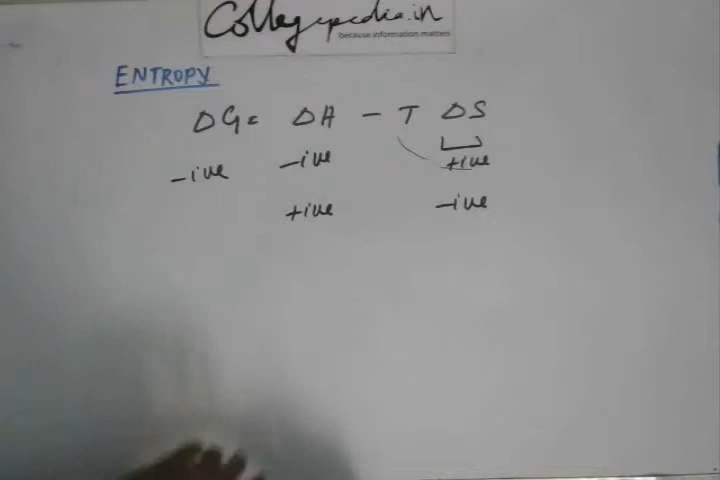 Collegepedia.in
because information matters
ENTROPY
ΔG = ΔH - T ΔS
-ive -ive +ive
+ive -ive